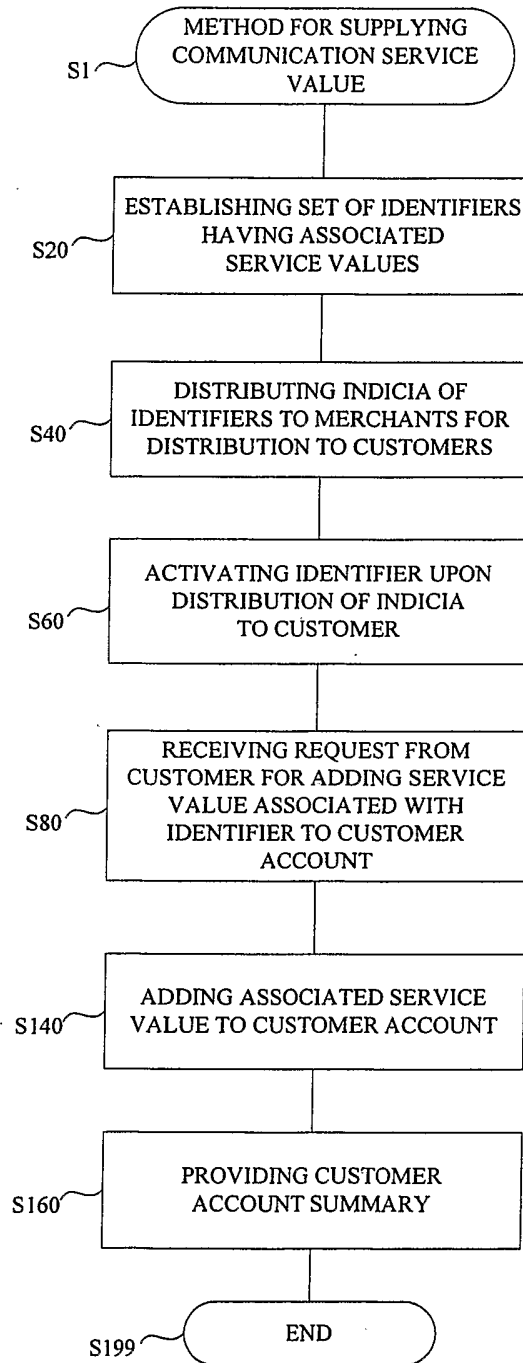 METHOD FOR SUPPLYING
COMMUNICATION SERVICE
VALUE
S1
ESTABLISHING SET OF IDENTIFIERS
HAVING ASSOCIATED
SERVICE VALUES
S20
DISTRIBUTING INDICIA OF
IDENTIFIERS TO MERCHANTS FOR
DISTRIBUTION TO CUSTOMERS
S40
ACTIVATING IDENTIFIER UPON
DISTRIBUTION OF INDICIA
TO CUSTOMER
S60
RECEIVING REQUEST FROM
CUSTOMER FOR ADDING SERVICE
VALUE ASSOCIATED WITH
IDENTIFIER TO CUSTOMER
ACCOUNT
S80
ADDING ASSOCIATED SERVICE
VALUE TO CUSTOMER ACCOUNT
S140
PROVIDING CUSTOMER
ACCOUNT SUMMARY
S160
END
S199